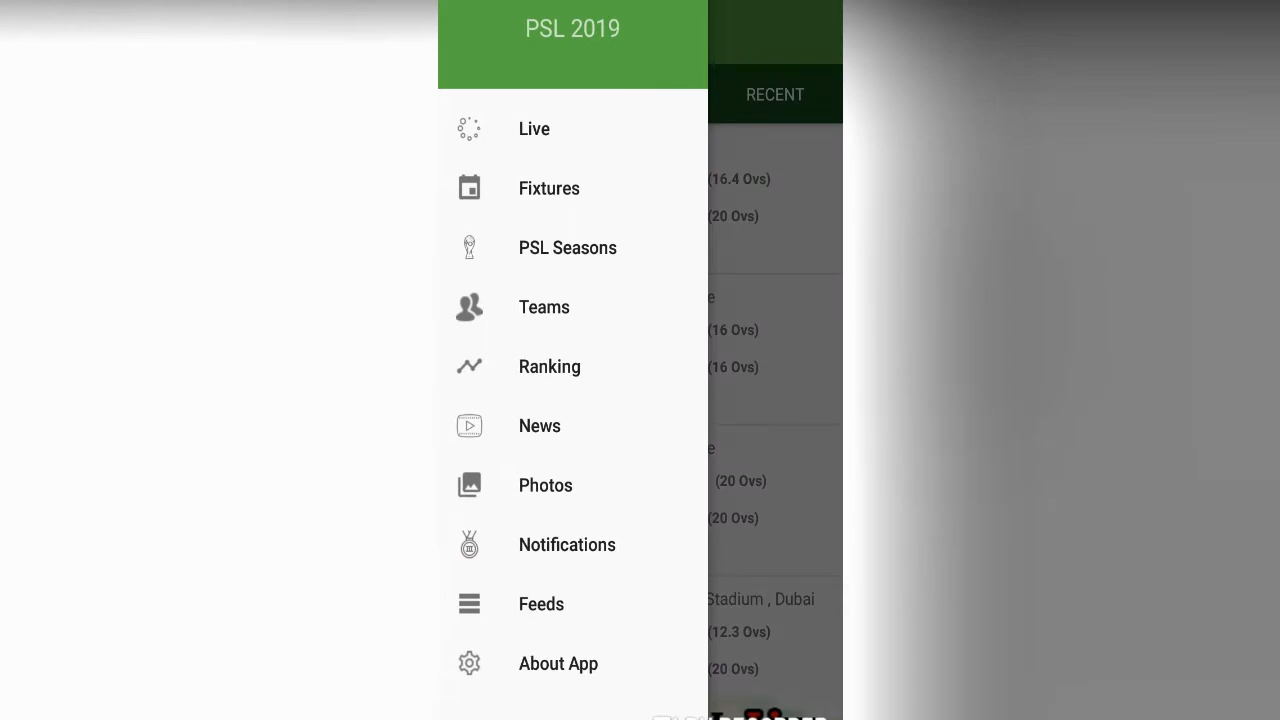 PSL 2019
RECENT
Live
(16.4 Ovs)
Fixtures
(20 Ovs)
PSL Seasons
e
Teams
(16 Ovs)
Ranking
(16 Ovs)
News
e
Photos
(20 Ovs)
(20 Ovs)
Notifications
Feeds
Stadium , Dubai
(12.3 Ovs)
About App
(20 Ovs)